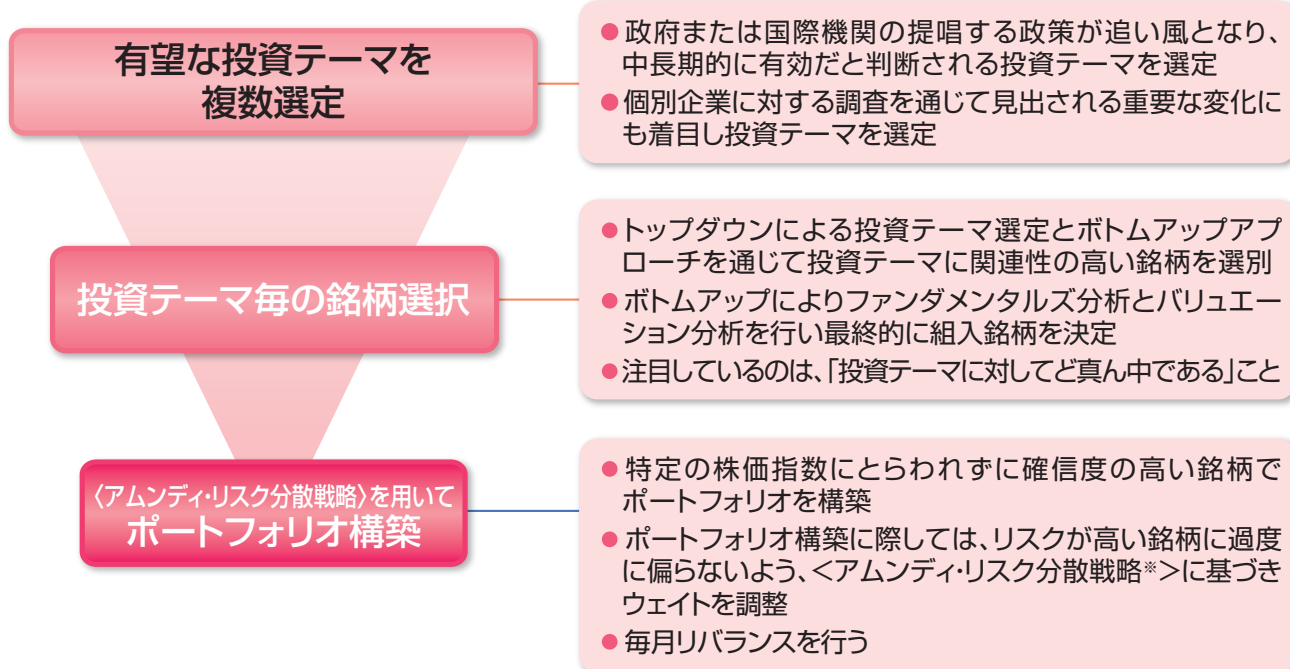 有望な投資テーマを
複数選定
●政府または国際機関の提唱する政策が追い風となり、
中長期的に有効だと判断される投資テーマを選定
●個別企業に対する調査を通じて見出される重要な変化に
も着目し投資テーマを選定
投資テーマ毎の銘柄選択
●トップダウンによる投資テーマ選定とボトムアップアプ
ローチを通じて投資テーマに関連性の高い銘柄を選別
●ボトムアップによりファンダメンタルズ分析とバリュエー
ション分析を行い最終的に組入銘柄を決定
●注目しているのは、「投資テーマに対してど真ん中である」こと
〈アムンディ・リスク分散戦略〉を用いて
ポートフォリオ構築
●特定の株価指数にとらわれずに確信度の高い銘柄で
ポートフォリオを構築
●ポートフォリオ構築に際しては、リスクが高い銘柄に過度
に偏らないよう、<アムンディ・リスク分散戦略※>に基づき
ウェイトを調整
●毎月リバランスを行う